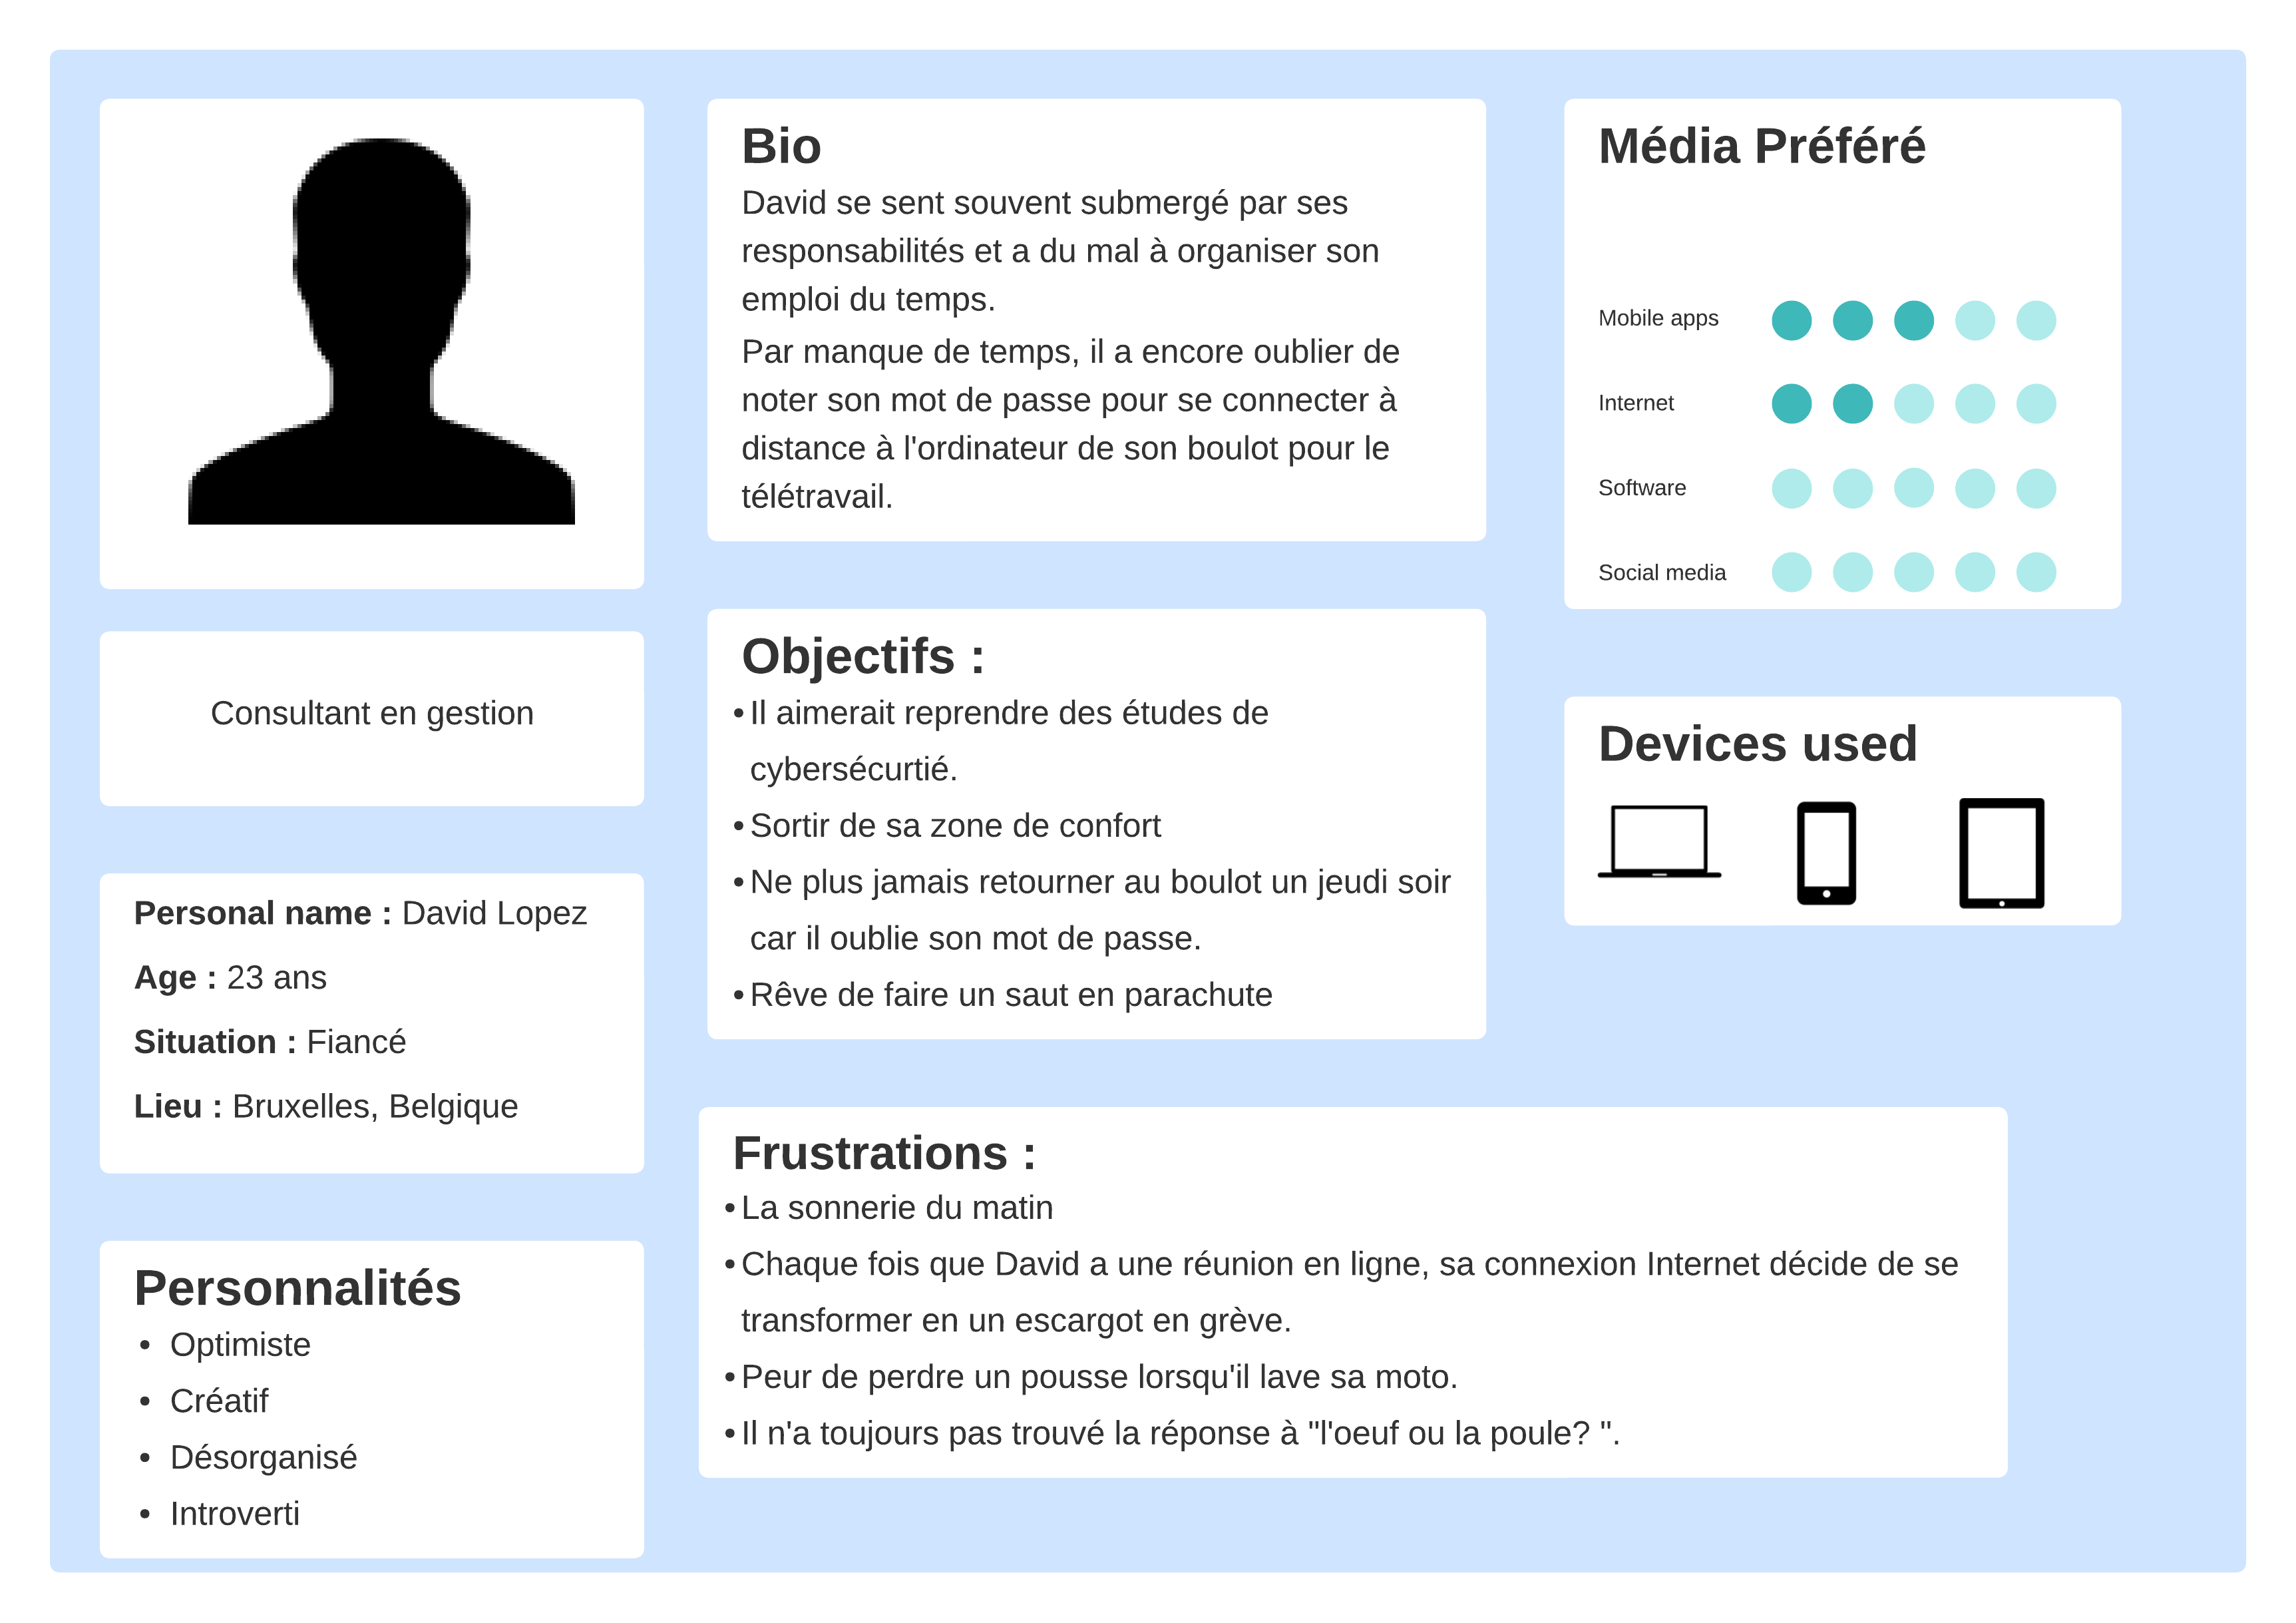 Consultant en gestion
Personal name : David Lopez
Age : 23 ans
Situation : Fiancé
Lieu : Bruxelles, Belgique
Personnalités
• Optimiste
• Créatif
• Désorganisé
• Introverti
Bio
David se sent souvent submergé par ses
responsabilités et a du mal à organiser son
emploi du temps.
Par manque de temps, il a encore oublier de
noter son mot de passe pour se connecter à
distance à l'ordinateur de son boulot pour le
télétravail.
Objectifs :
• Il aimerait reprendre des études de
cybersécurtié.
• Sortir de sa zone de confort
• Ne plus jamais retourner au boulot un jeudi soir
car il oublie son mot de passe.
• Rêve de faire un saut en parachute
Frustrations :
• La sonnerie du matin
• Chaque fois que David a une réunion en ligne, sa connexion Internet décide de se
transformer en un escargot en grève.
• Peur de perdre un pousse lorsqu'il lave sa moto.
• Il n'a toujours pas trouvé la réponse à "l'oeuf ou la poule? ".
Média Préféré
Mobile apps
Internet
Software
Social media
Devices used